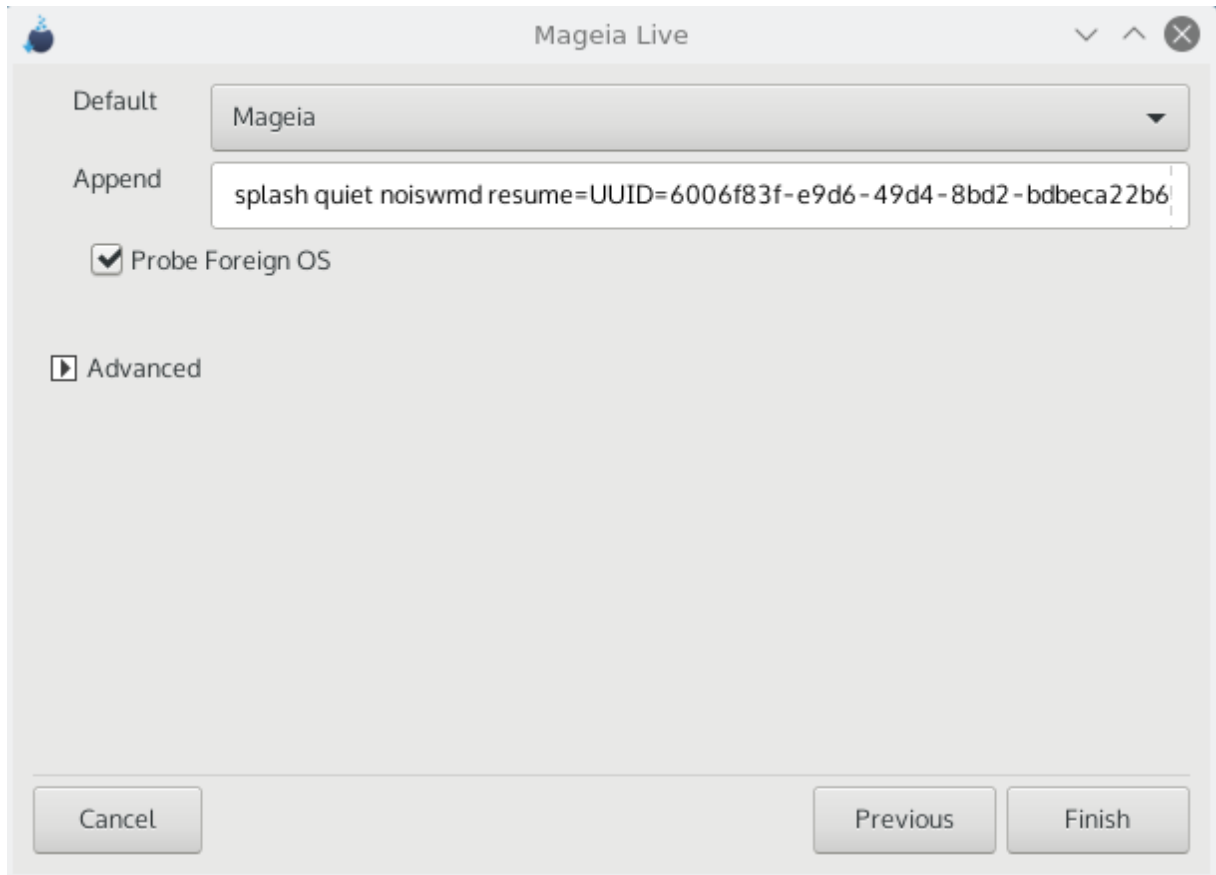 Mageia Live
Default
Mageia
Append
splash quiet noiswmd resume=UUID=6006f83f-e9d6-49d4-8bd2-bdbeca22b6
Probe Foreign OS
Advanced
Cancel
Previous
Finish